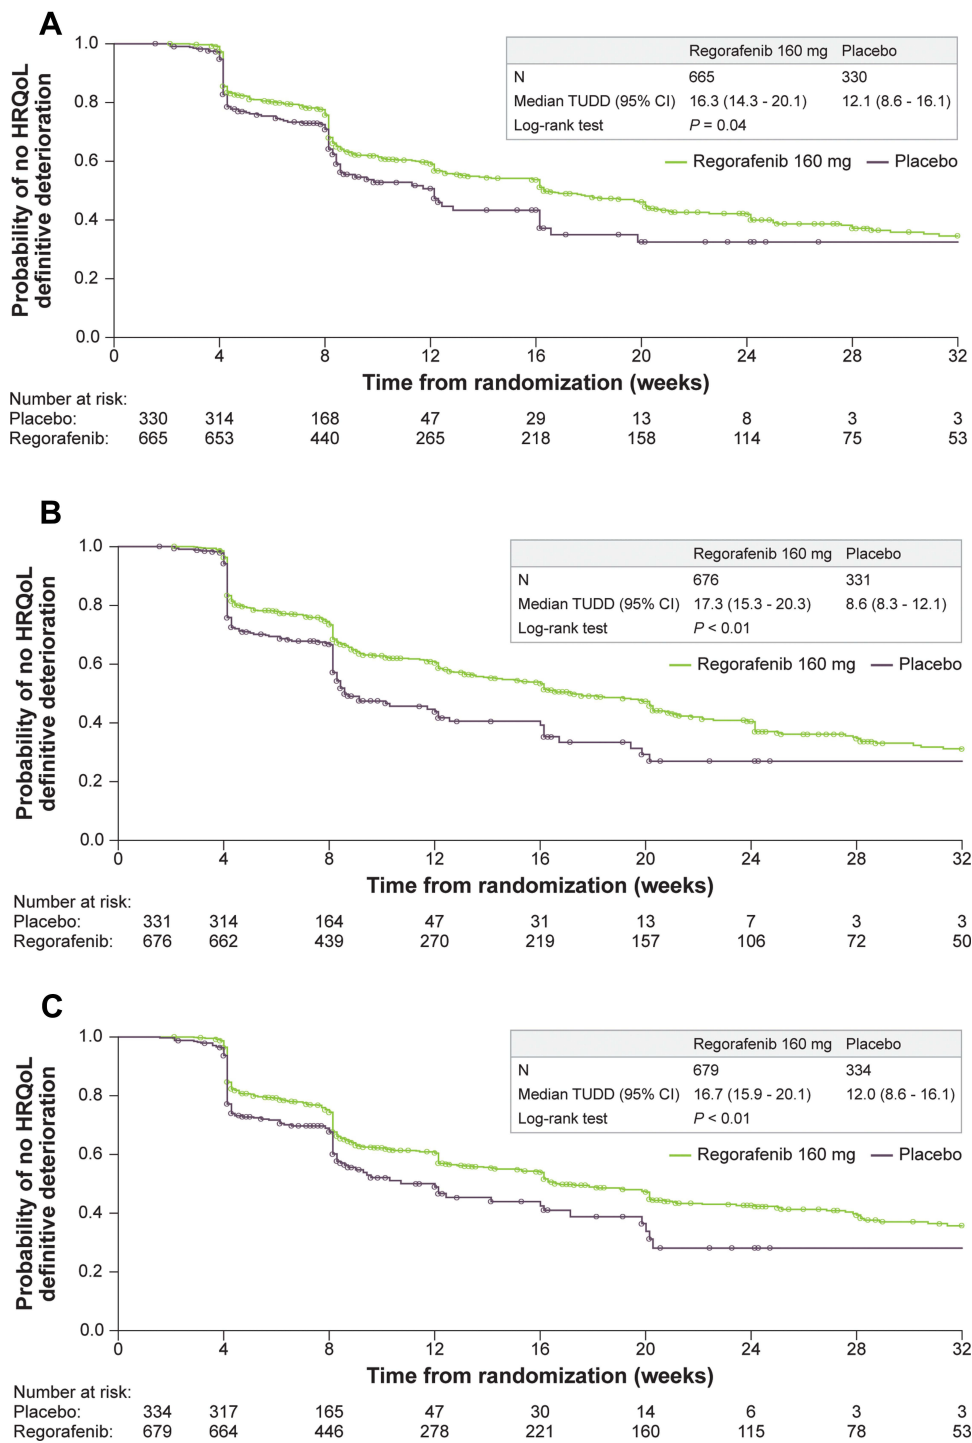 A
Probability of no HRQoL
definitive deterioration
1.0
0.8
0.6
0.4
0.2
0.0
Regorafenib 160 mg Placebo
N 665 330
Median TUDD (95% CI) 16.3 (14.3 - 20.1) 12.1 (8.6 - 16.1)
Log-rank test P = 0.04
Regorafenib 160 mg Placebo
0 4 8 12 16 20 24 28 32
Time from randomization (weeks)
Number at risk:
Placebo: 330 314 168 47 29 13 8 3 3
Regorafenib: 665 653 440 265 218 158 114 75 53
B
Probability of no HRQoL
definitive deterioration
1.0
0.8
0.6
0.4
0.2
0.0
Regorafenib 160 mg Placebo
N 676 331
Median TUDD (95% CI) 17.3 (15.3 - 20.3) 8.6 (8.3 - 12.1)
Log-rank test P < 0.01
Regorafenib 160 mg Placebo
0 4 8 12 16 20 24 28 32
Time from randomization (weeks)
Number at risk:
Placebo: 331 314 164 47 31 13 7 3 3
Regorafenib: 676 662 439 270 219 157 106 72 50
C
Probability of no HRQoL
definitive deterioration
1.0
0.8
0.6
0.4
0.2
0.0
Regorafenib 160 mg Placebo
N 679 334
Median TUDD (95% CI) 16.7 (15.9 - 20.1) 12.0 (8.6 - 16.1)
Log-rank test P < 0.01
Regorafenib 160 mg Placebo
0 4 8 12 16 20 24 28 32
Time from randomization (weeks)
Number at risk:
Placebo: 334 317 165 47 30 14 6 3 3
Regorafenib: 679 664 446 278 221 160 115 78 53